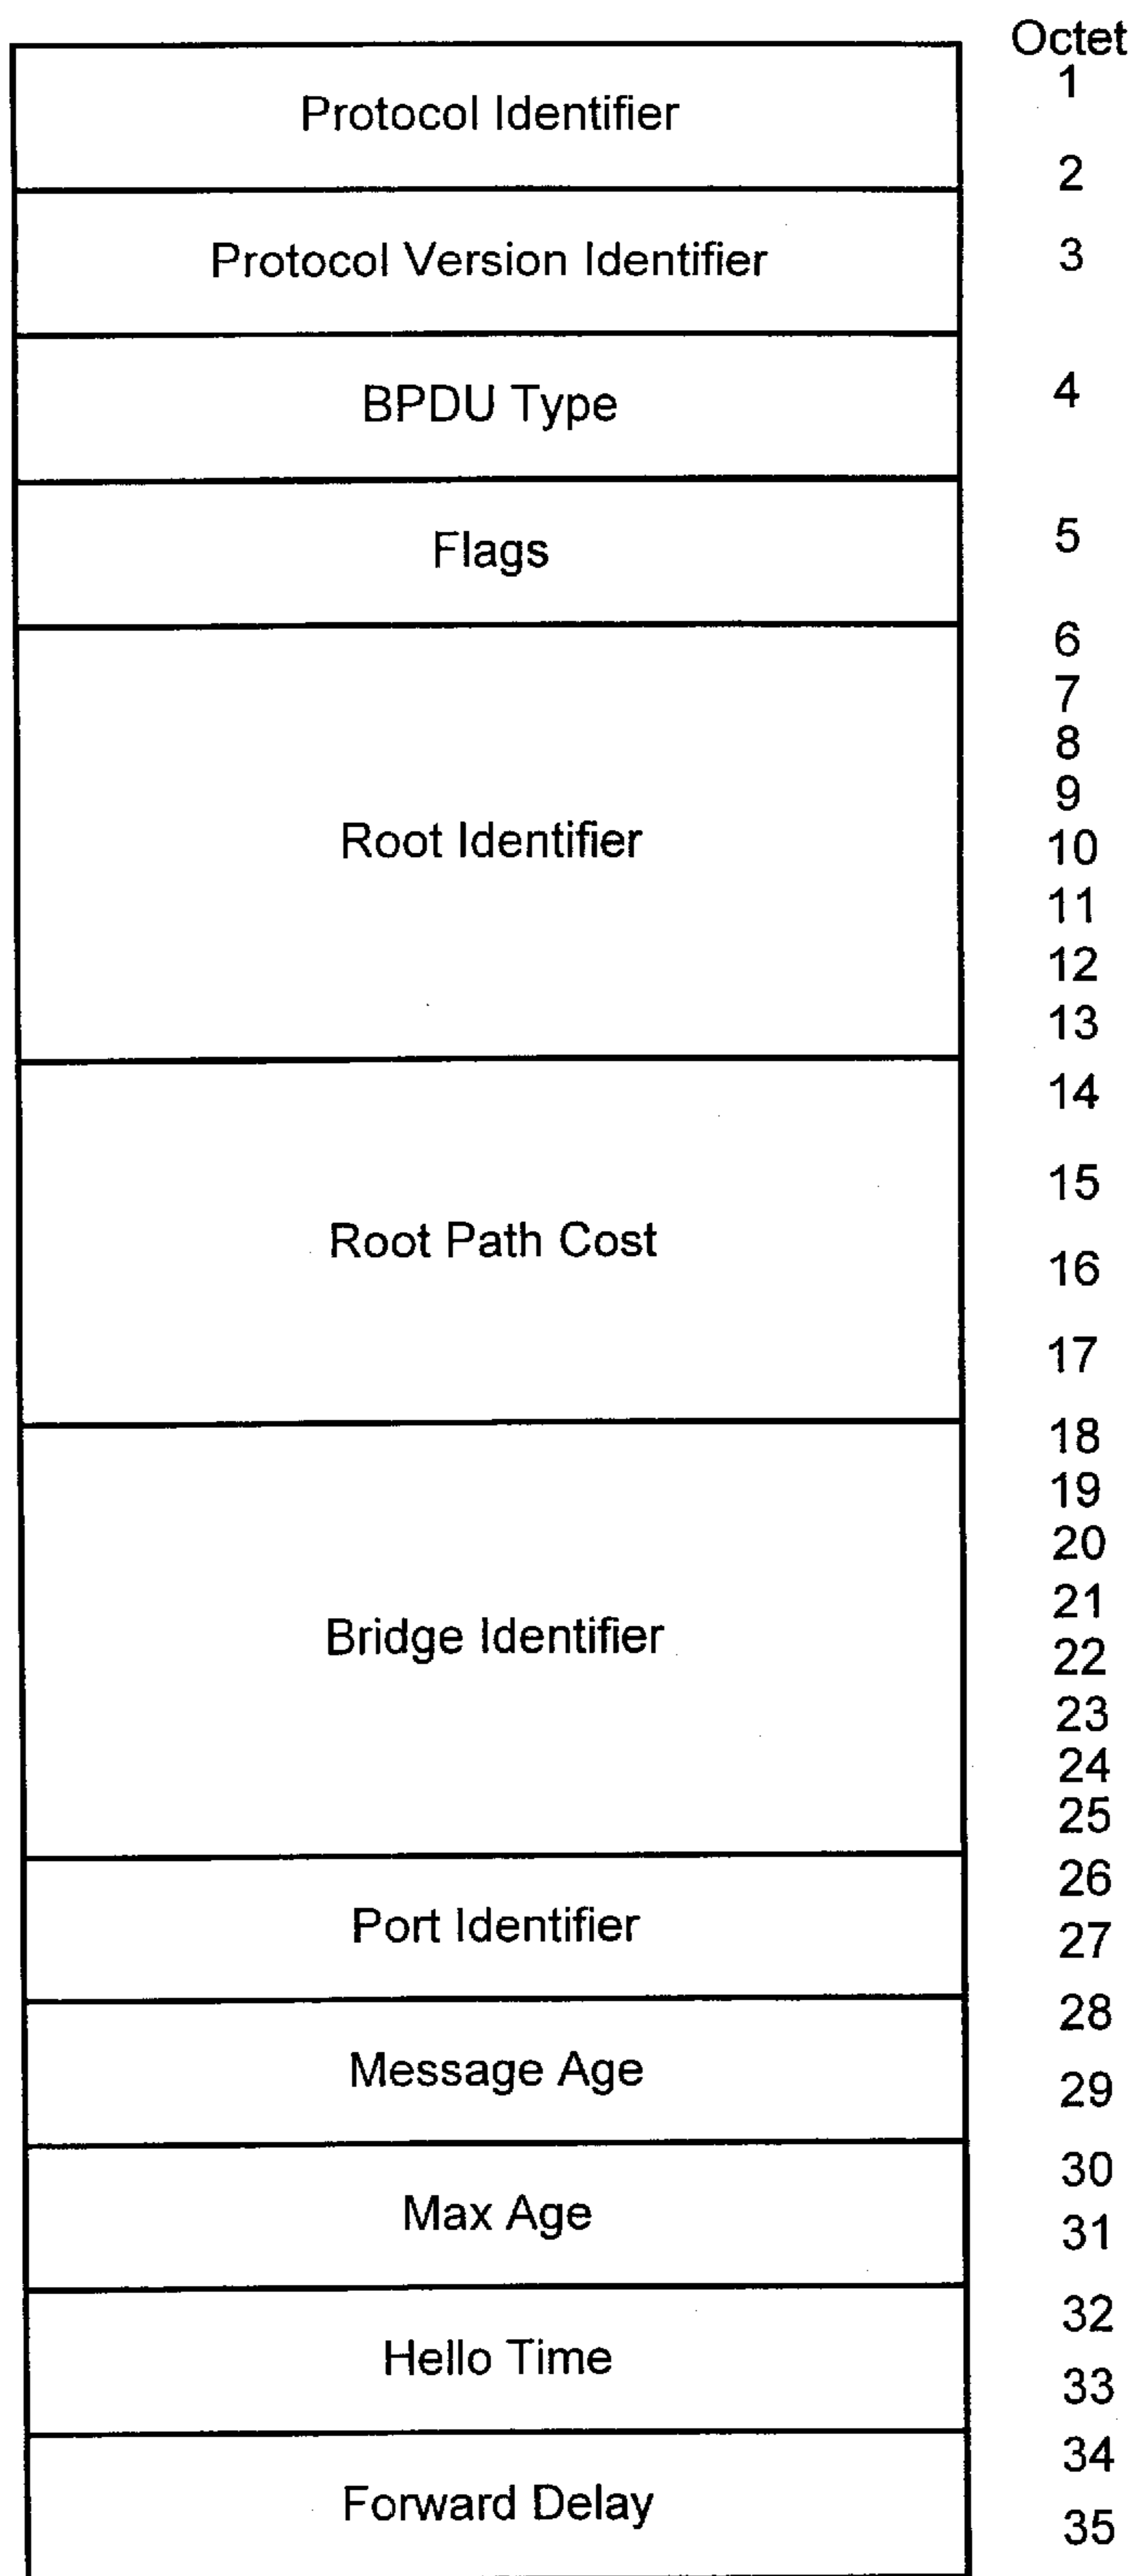 Octet
1
Protocol Identifier
2
Protocol Version Identifier
3
BPDU Type
4
Flags
5
6
7
8
9
Root Identifier
10
11
12
13
14
15
Root Path Cost
16
17
18
19
20
21
Bridge Identifier
22
23
24
25
26
Port Identifier
27
28
Message Age
29
30
Max Age
31
32
Hello Time
33
34
Forward Delay
35